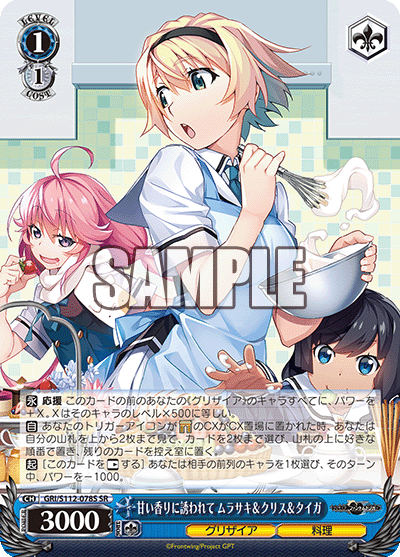 LEVEL
1
1
COST
SAMPLE
永 応援 このカードの前のあなたの《グリザイア》のキャラすべてに、パワーを
+X。Xはそのキャラのレベル×500に等しい。
自 あなたのトリガーアイコンが のCXがCX置場に置かれた時、あなたは
自分の山札を上から2枚まで見て、カードを2枚まで選び、山札の上に好きな
順番で置き、残りのカードを控え室に置く。
起 [このカードを する] あなたは相手の前列のキャラを1枚選び、そのターン
中、パワーを-1000。
CH GRI/S112-078S SR
3000
甘い香りに誘われて ムラサキ&クリス&タイガ
グリザイア
料理
©Frontwing/Project GPT